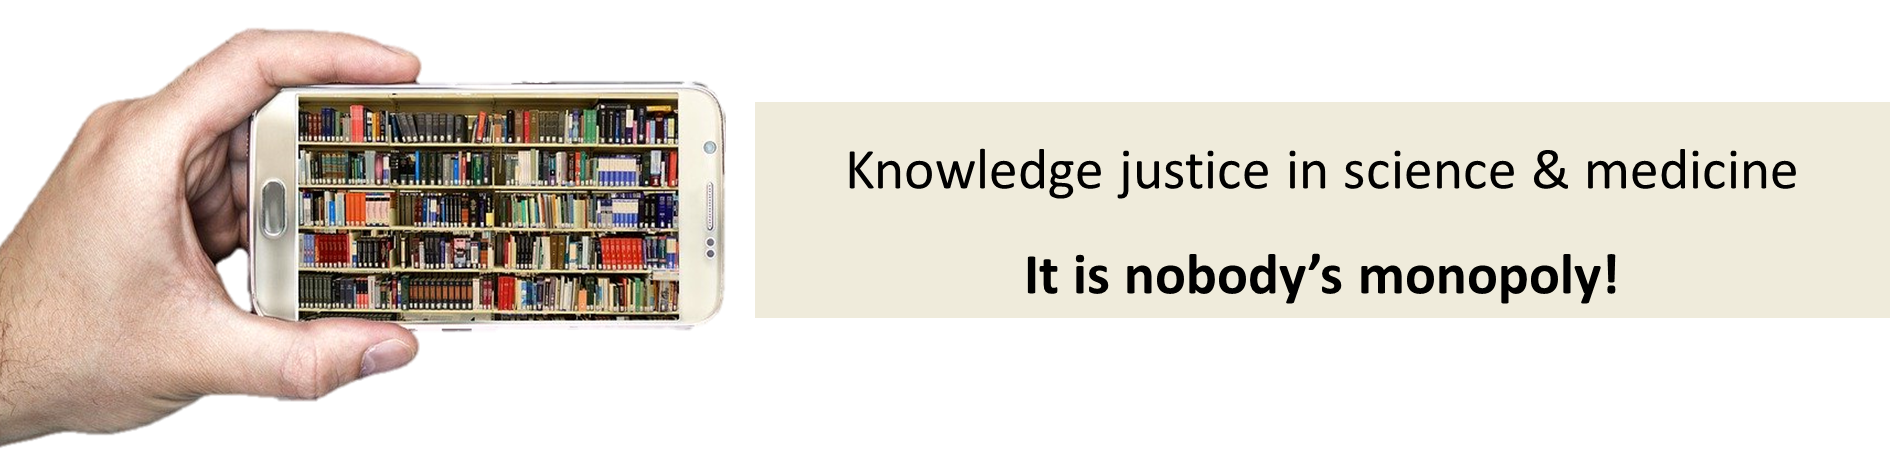 Knowledge justice in science & medicine
It is nobody’s monopoly!